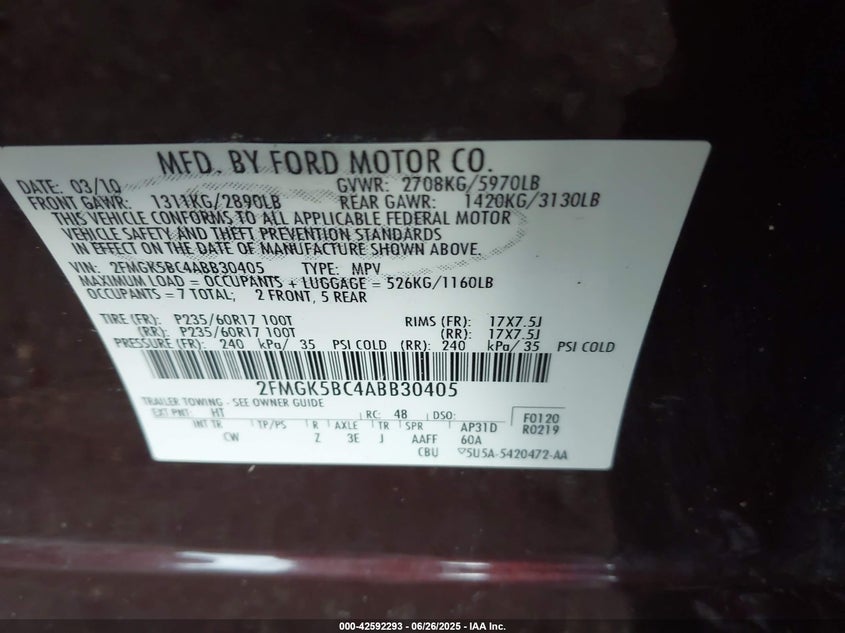 MFD. BY FORD MOTOR CO.
DATE: 03/10 GVWR: 2708KG/5970LB
FRONT GAWR: 1311KG/2890LB REAR GAWR: 1420KG/3130LB
THIS VEHICLE CONFORMS TO ALL APPLICABLE FEDERAL MOTOR
VEHICLE SAFETY AND THEFT PREVENTION STANDARDS
IN EFFECT ON THE DATE OF MANUFACTURE SHOWN ABOVE.
VIN: 2FMGK5BC4ABB30405 TYPE: MPV
MAXIMUM LOAD = OCCUPANTS + LUGGAGE = 526KG/1160LB
OCCUPANTS = 7 TOTAL; 2 FRONT, 5 REAR
TIRE (FR): P235/60R17 100T RIMS (FR): 17X7.5J
(RR): P235/60R17 100T (RR): 17X7.5J
PRESSURE (FR): 240 kPa/ 35 PSI COLD (RR): 240 kPa/ 35 PSI COLD
2FMGK5BC4ABB30405
TRAILER TOWING - SEE OWNER GUIDE
EXT PNT: HT RC: 48 DSO: F0120
INT TR TP/PS R AXLE TR SPR AP31D R0219
CW Z 3E J AAFF 60A
CBU 5U5A-5420472-AA
000-42592293 - 06/26/2025 - IAA Inc.